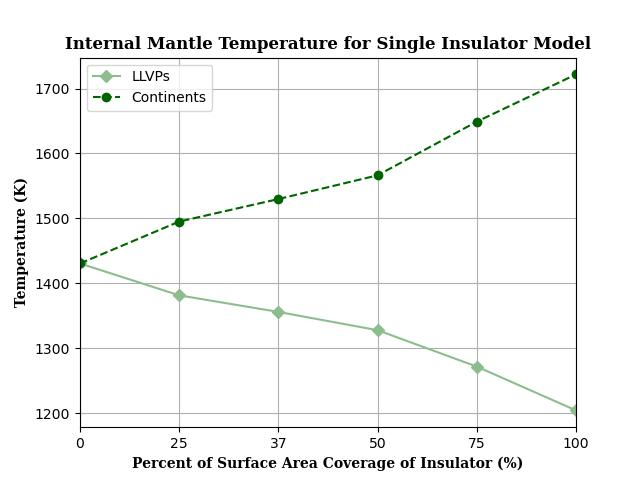 Internal Mantle Temperature for Single Insulator Model
LLVPs
Continents
1700
1600
1500
1400
1300
1200
Temperature (K)
0 25 37 50 75 100
Percent of Surface Area Coverage of Insulator (%)